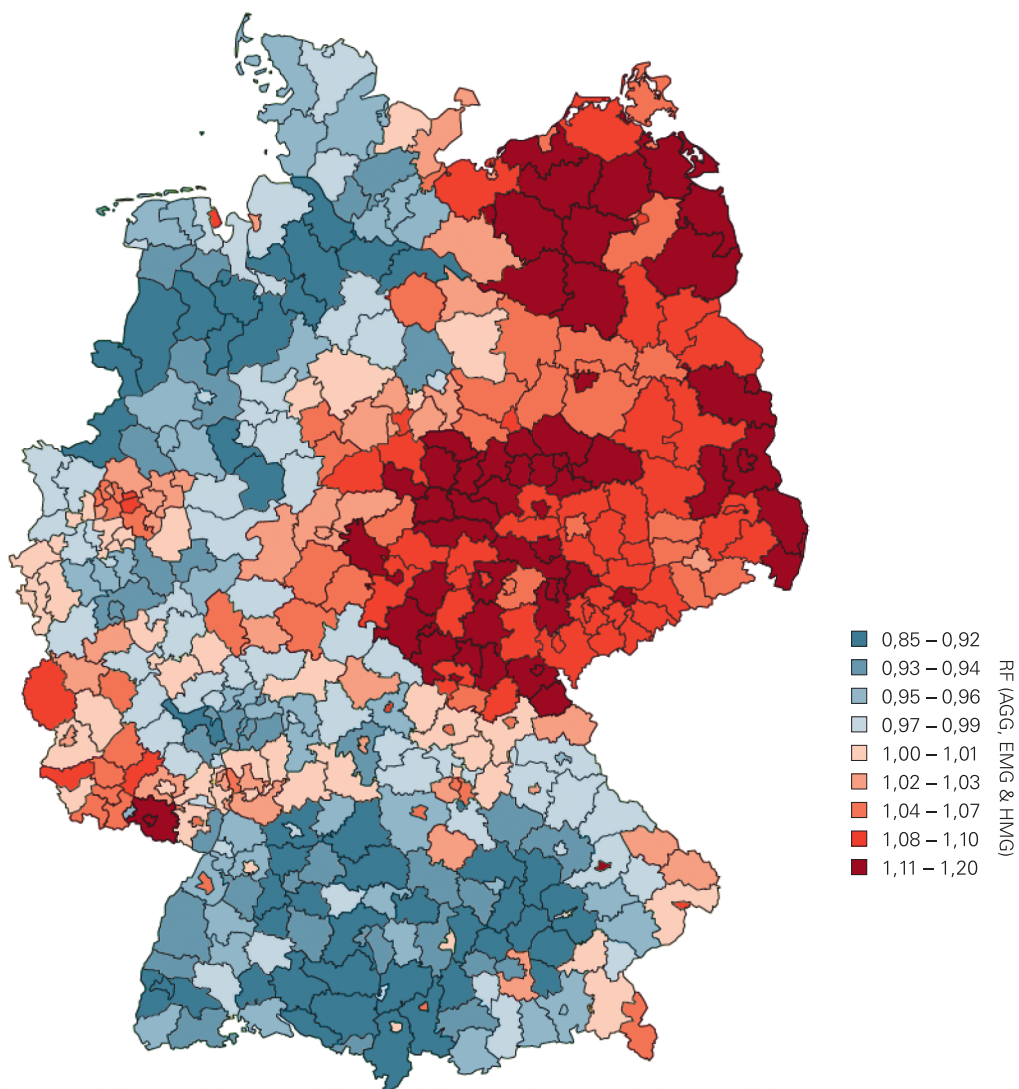 0,85 – 0,92
0,93 – 0,94
0,95 – 0,96
0,97 – 0,99
1,00 – 1,01
1,02 – 1,03
1,04 – 1,07
1,08 – 1,10
1,11 – 1,20
RF (AGG, EMG & HMG)